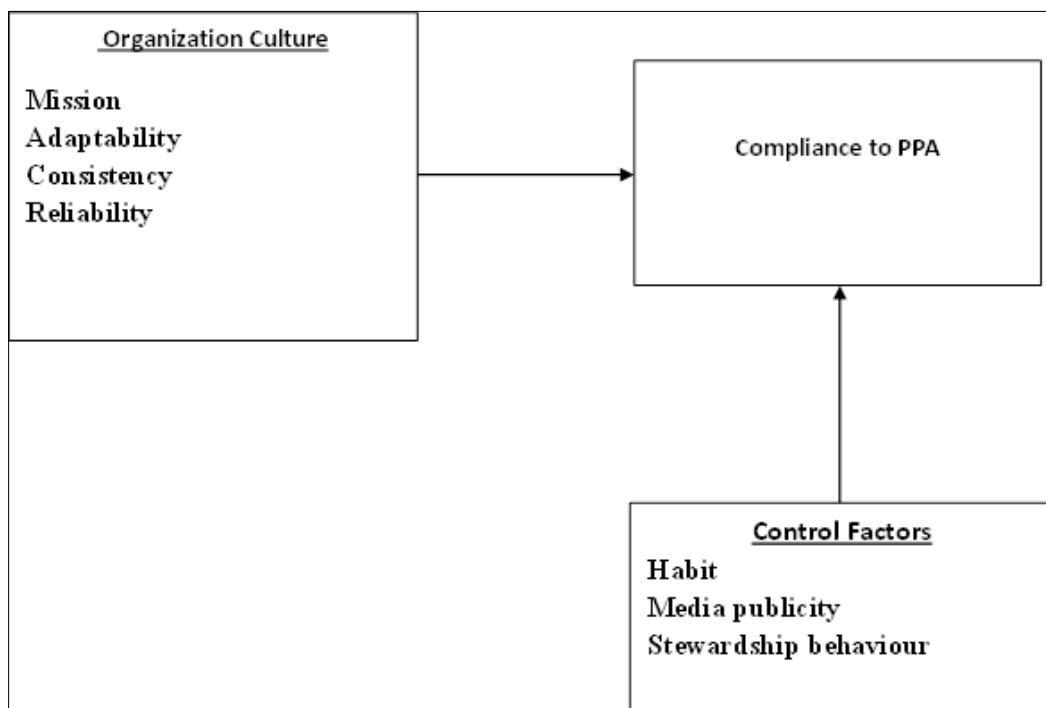 Organization Culture
Mission
Adaptability
Consistency
Reliability
Compliance to PPA
Control Factors
Habit
Media publicity
Stewardship behaviour